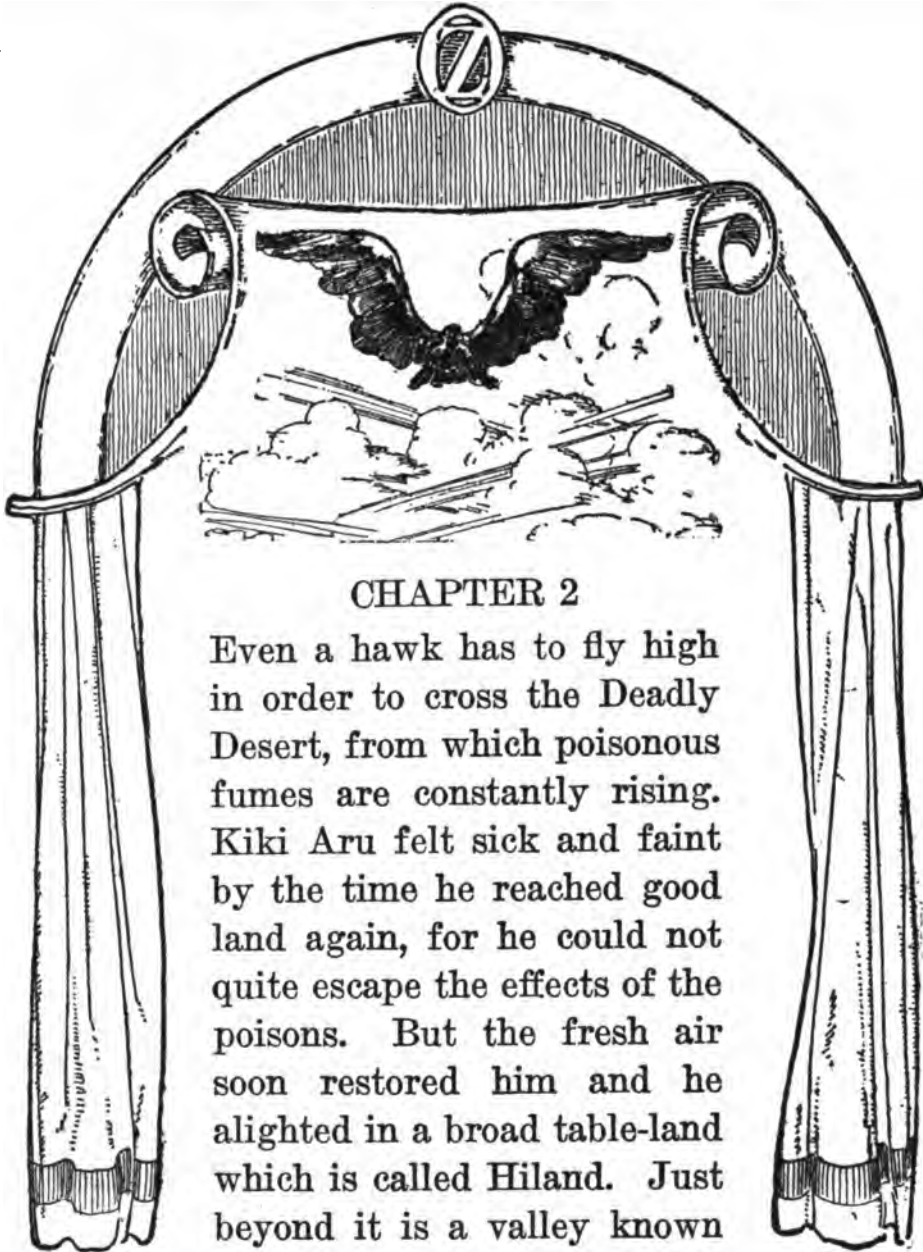 OZ
CHAPTER 2
Even a hawk has to fly high
in order to cross the Deadly
Desert, from which poisonous
fumes are constantly rising.
Kiki Aru felt sick and faint
by the time he reached good
land again, for he could not
quite escape the effects of the
poisons. But the fresh air
soon restored him and he
alighted in a broad table-land
which is called Hiland. Just
beyond it is a valley known